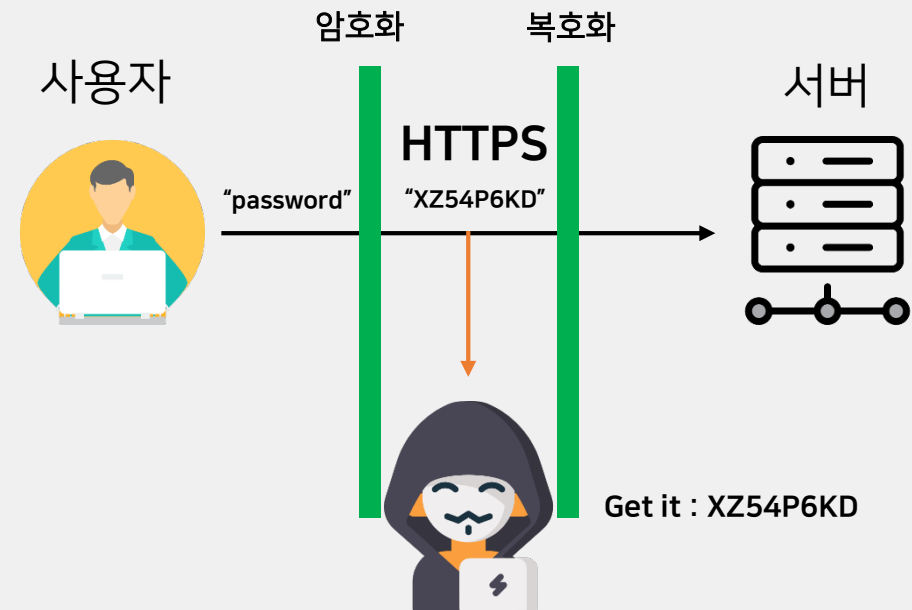 암호화
복호화
사용자
서버
HTTPS
“password”
“XZ54P6KD”
Get it : XZ54P6KD